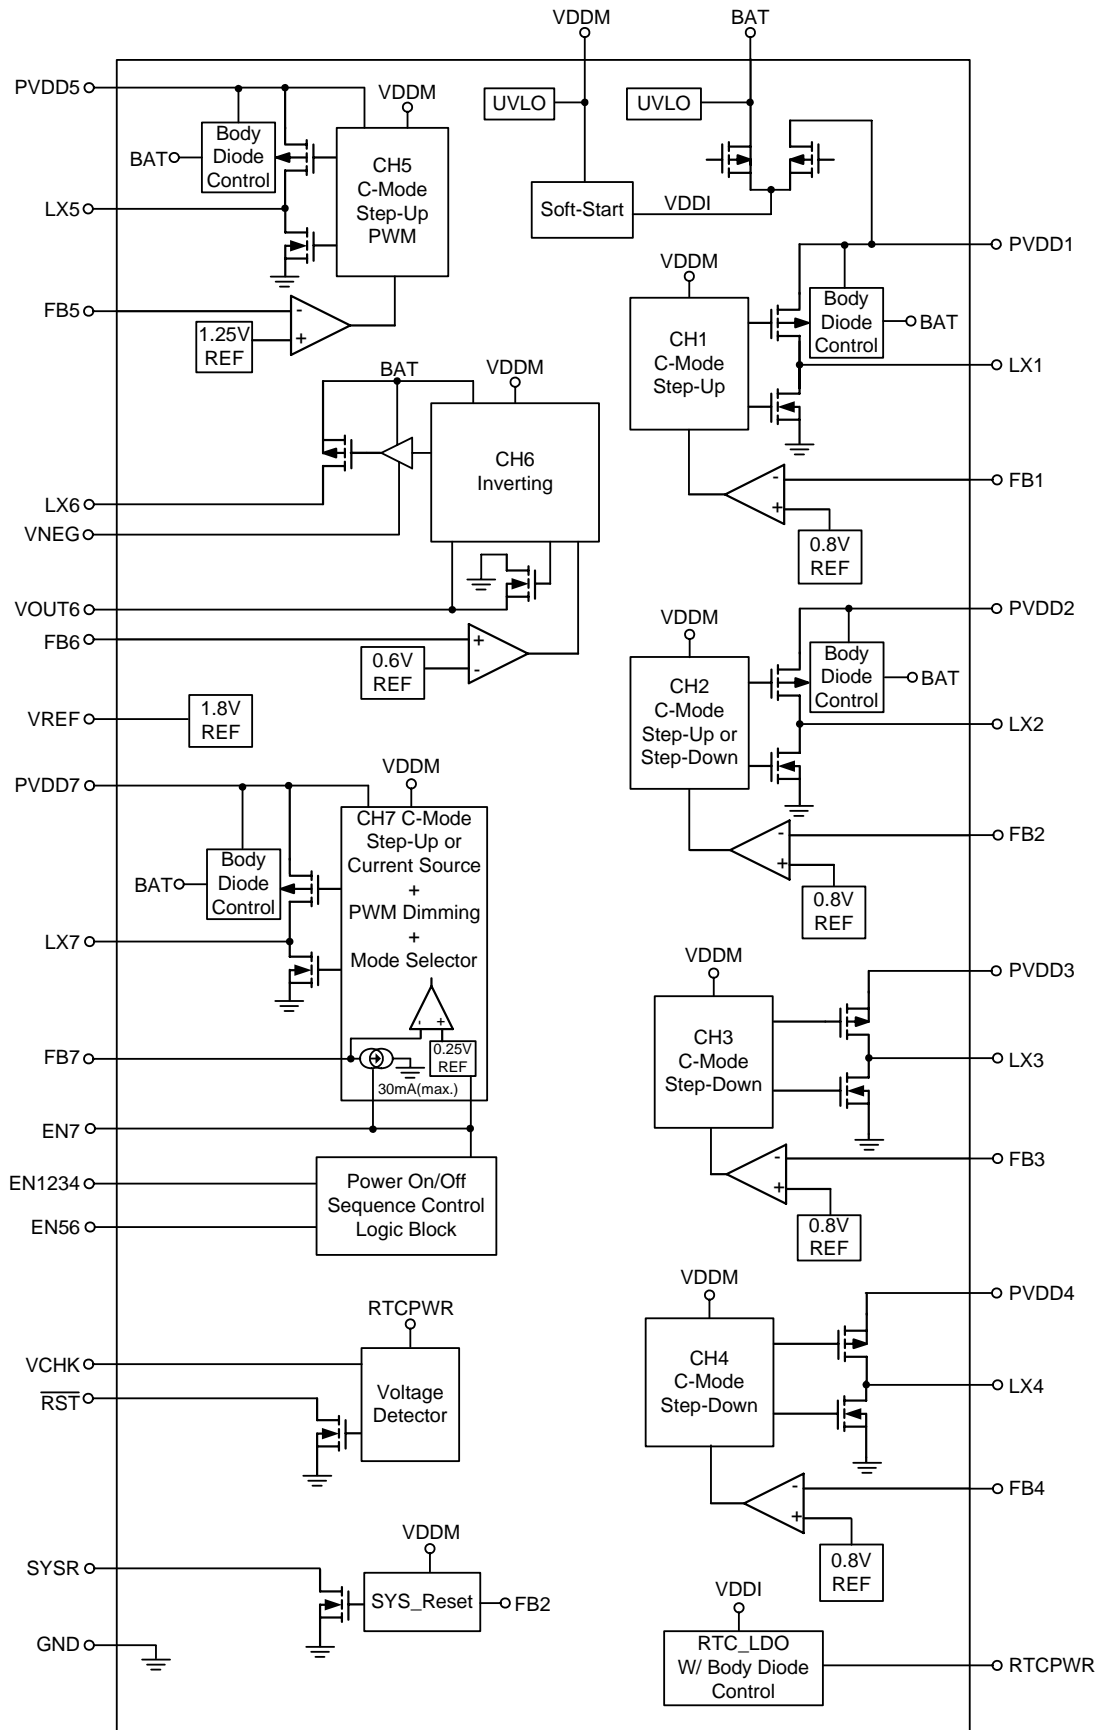 VDDM
BAT
PVDD5
VDDM
UVLO
UVLO
BAT
Body
Diode
Control
CH5
C-Mode
Step-Up
PWM
LX5
Soft-Start
VDDI
PVDD1
FB5
1.25V
REF
-
+
VDDM
CH1
C-Mode
Step-Up
Body
Diode
Control
BAT
LX1
BAT
VDDM
CH6
Inverting
LX6
VNEG
FB1
-
+
0.8V
REF
VOUT6
FB6
+
-
0.6V
REF
PVDD2
VDDM
CH2
C-Mode
Step-Up or
Step-Down
Body
Diode
Control
BAT
VREF
1.8V
REF
LX2
PVDD7
VDDM
CH7 C-Mode
Step-Up or
Current Source
+
PWM Dimming
+
Mode Selector
BAT
Body
Diode
Control
FB2
-
+
0.8V
REF
LX7
-
+
FB7
0.25V
REF
30mA(max.)
PVDD3
VDDM
CH3
C-Mode
Step-Down
LX3
EN7
EN1234
EN56
Power On/Off
Sequence Control
Logic Block
FB3
-
+
0.8V
REF
VDDM
PVDD4
RTCPWR
VCHK
RST
Voltage
Detector
CH4
C-Mode
Step-Down
LX4
FB4
-
+
0.8V
REF
VDDM
SYSR
SYS_Reset
FB2
GND
VDDI
RTC_LDO
W/ Body Diode
Control
RTCPWR